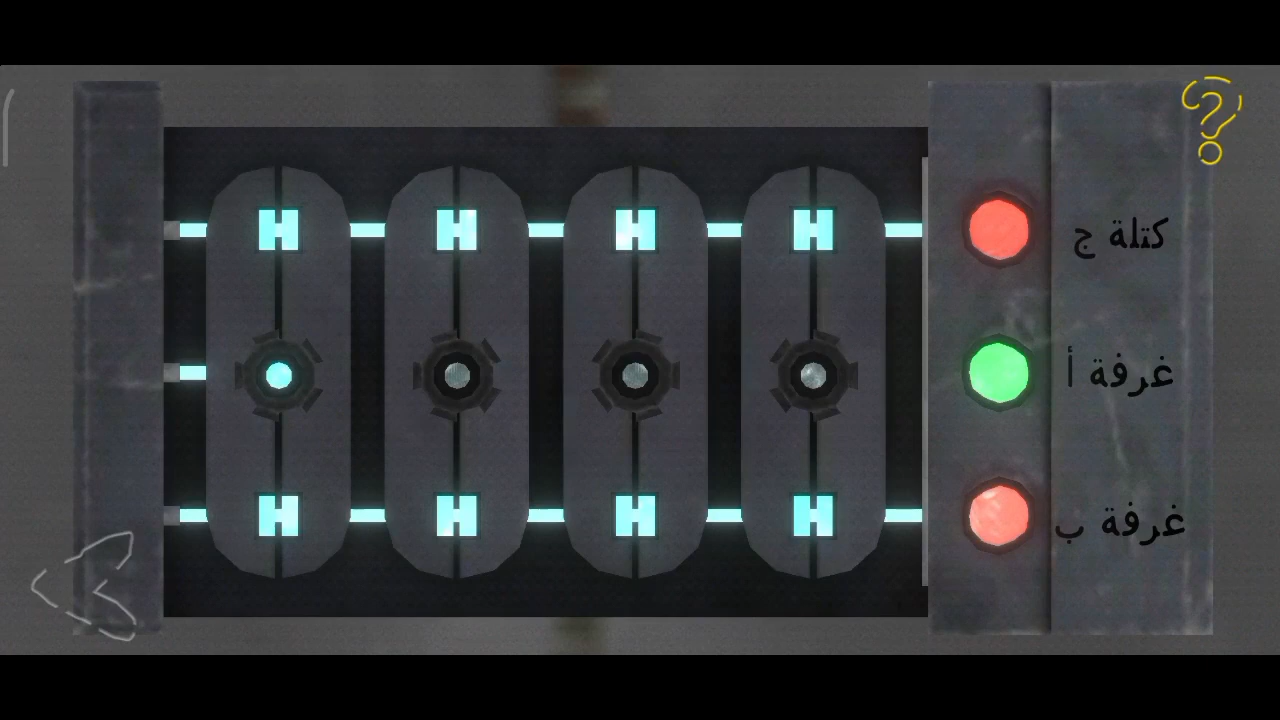 كتلة ج
غرفة أ
غرفة ب